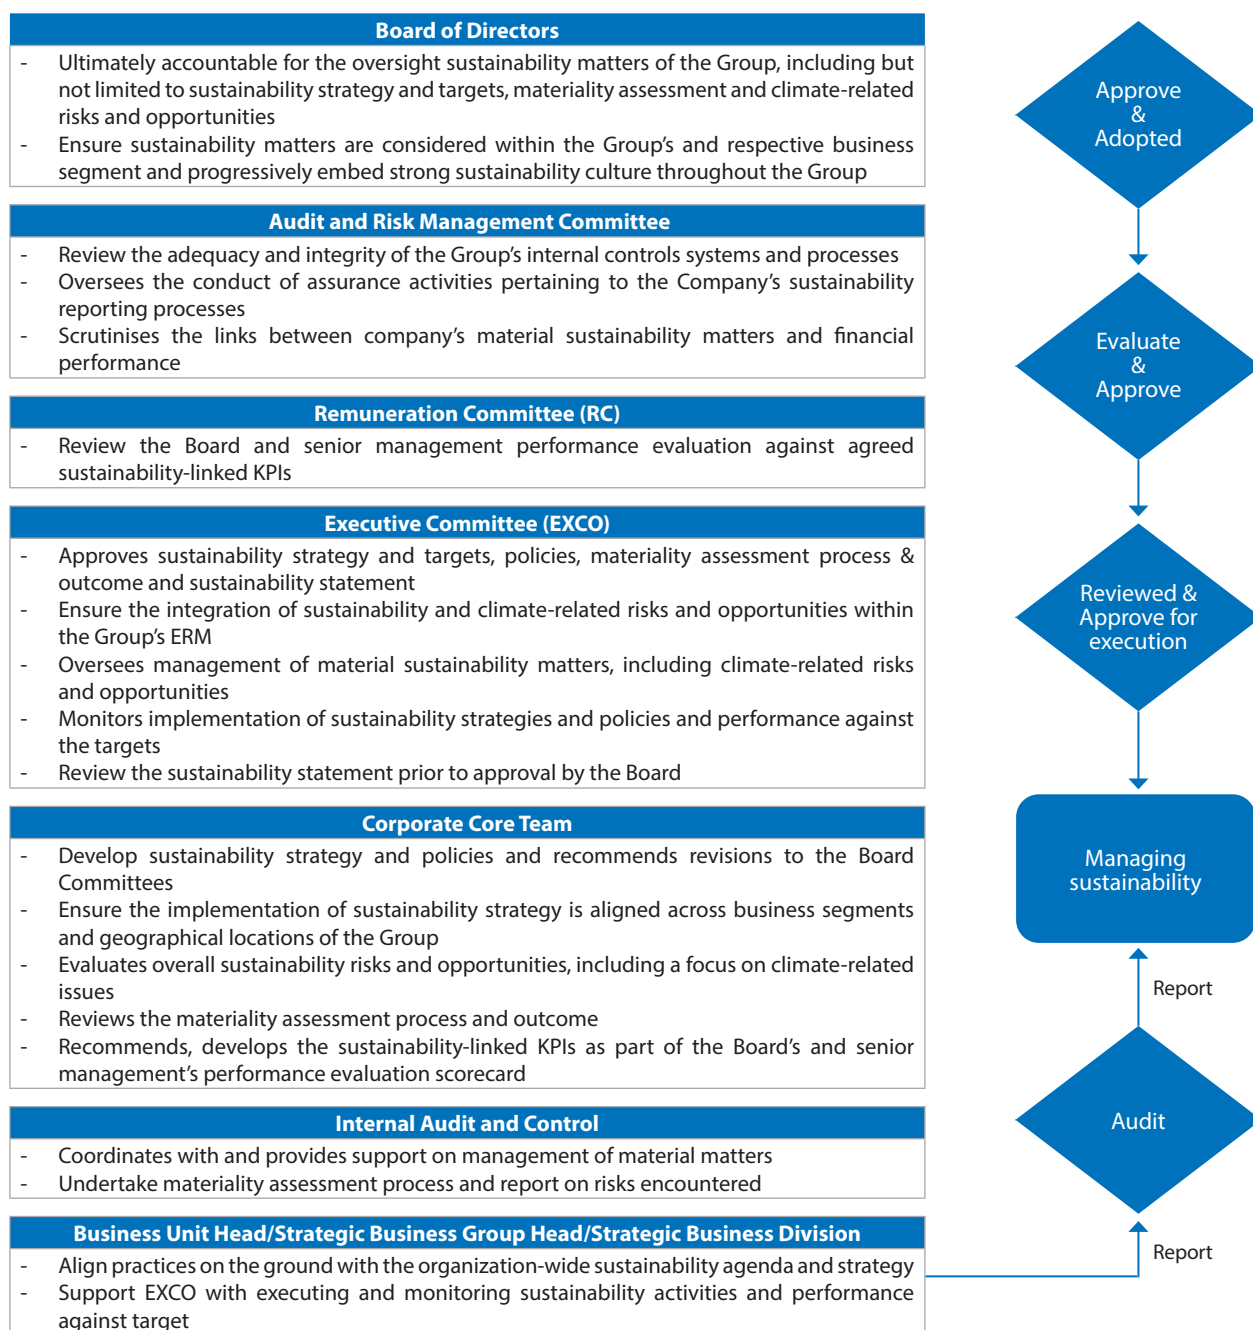 Board of Directors
- Ultimately accountable for the oversight sustainability matters of the Group, including but
not limited to sustainability strategy and targets, materiality assessment and climate-related
risks and opportunities
- Ensure sustainability matters are considered within the Group's and respective business
segment and progressively embed strong sustainability culture throughout the Group
Audit and Risk Management Committee
- Review the adequacy and integrity of the Group's internal controls systems and processes
- Oversees the conduct of assurance activities pertaining to the Company's sustainability
reporting processes
- Scrutinises the links between company's material sustainability matters and financial
performance
Remuneration Committee (RC)
- Review the Board and senior management performance evaluation against agreed
sustainability-linked KPIs
Executive Committee (EXCO)
- Approves sustainability strategy and targets, policies, materiality assessment process &
outcome and sustainability statement
- Ensure the integration of sustainability and climate-related risks and opportunities within
the Group's ERM
- Oversees management of material sustainability matters, including climate-related risks
and opportunities
- Monitors implementation of sustainability strategies and policies and performance against
the targets
- Review the sustainability statement prior to approval by the Board
Corporate Core Team
- Develop sustainability strategy and policies and recommends revisions to the Board
Committees
- Ensure the implementation of sustainability strategy is aligned across business segments
and geographical locations of the Group
- Evaluates overall sustainability risks and opportunities, including a focus on climate-related
issues
- Reviews the materiality assessment process and outcome
- Recommends, develops the sustainability-linked KPIs as part of the Board's and senior
management's performance evaluation scorecard
Internal Audit and Control
- Coordinates with and provides support on management of material matters
- Undertake materiality assessment process and report on risks encountered
Business Unit Head/Strategic Business Group Head/Strategic Business Division
- Align practices on the ground with the organization-wide sustainability agenda and strategy
- Support EXCO with executing and monitoring sustainability activities and performance
against target
Approve
&
Adopted
Evaluate
&
Approve
Reviewed &
Approve for
execution
Managing
sustainability
Report
Audit
Report